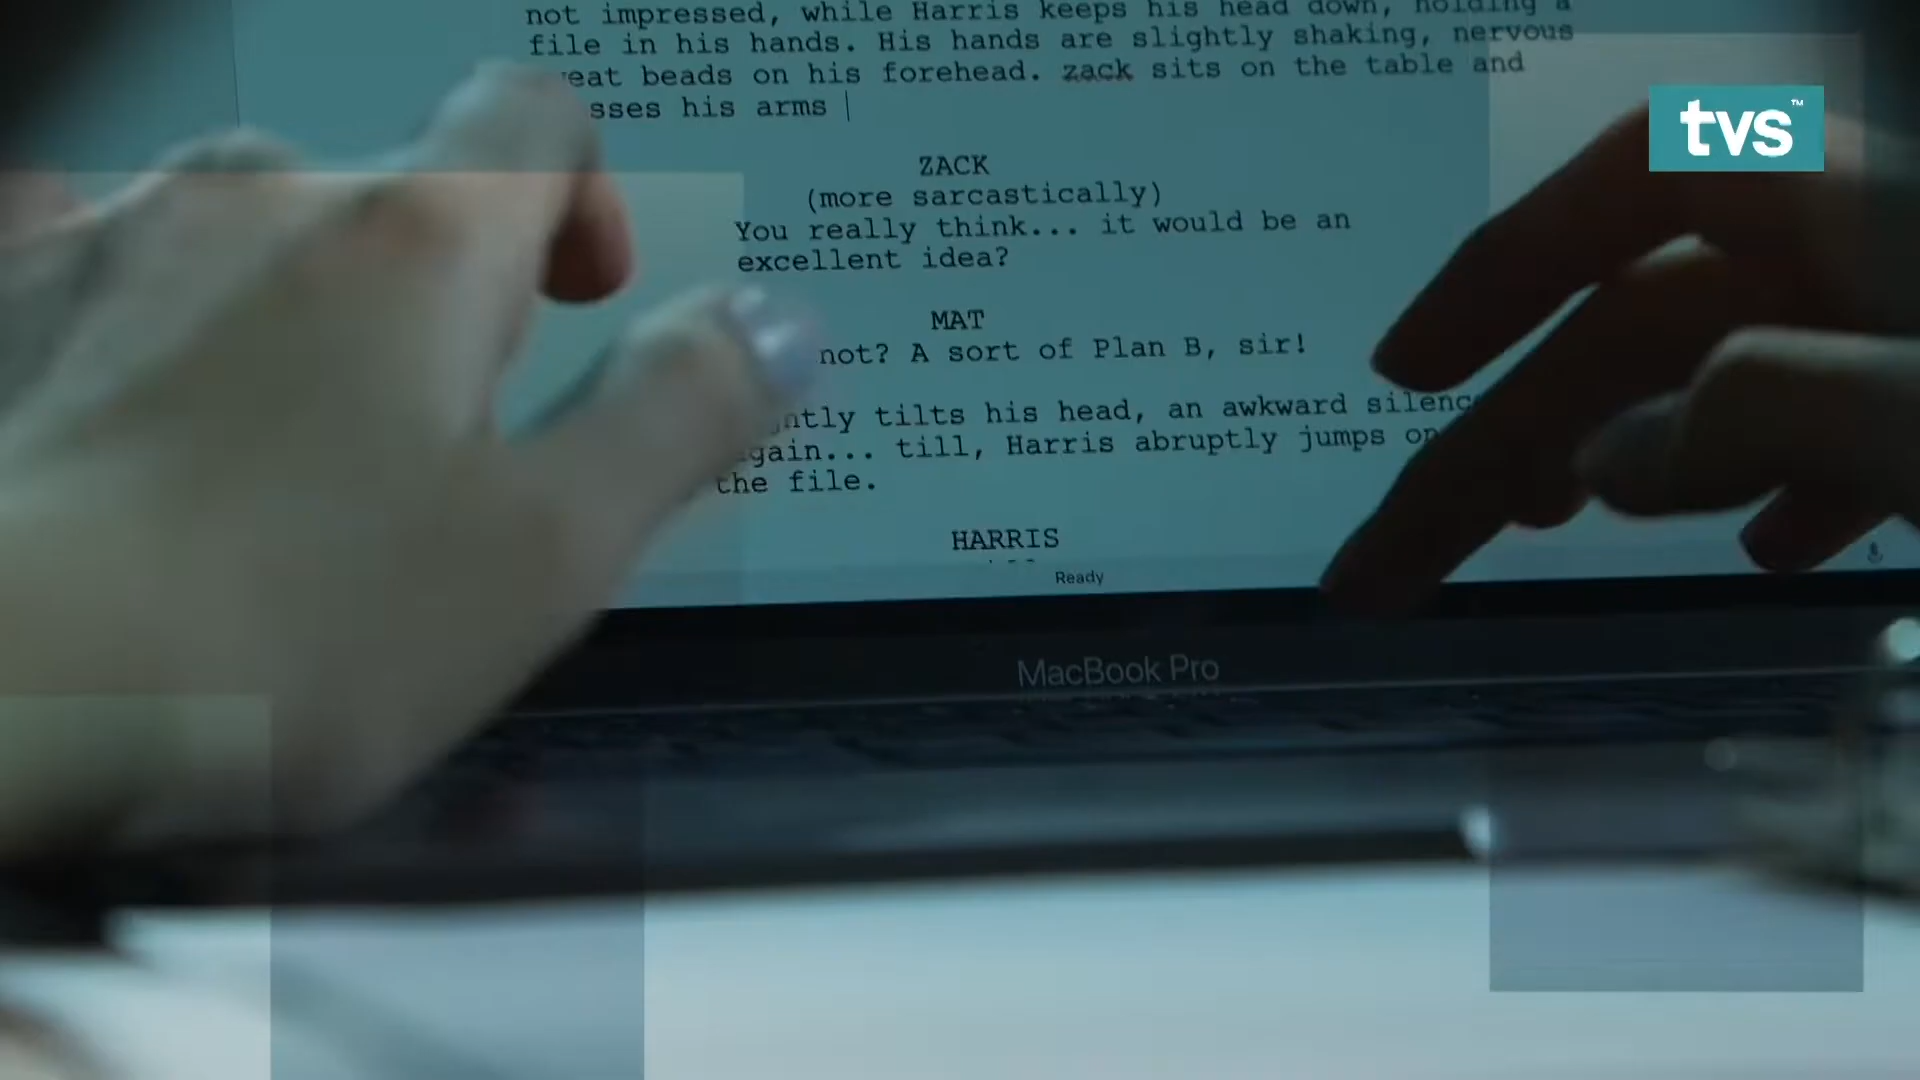 not impressed, while Harris keeps his head down, holding a
file in his hands. His hands are slightly shaking, nervous
beads on his forehead. zack sits on the table and
his arms
tvs™
ZACK
(more sarcastically)
You really think... it would be an
excellent idea?
MAT
not? A sort of Plan B, sir!
tilts his head, an awkward
till, Harris abruptly jumps on
the file.
HARRIS
Ready
MacBook Pro